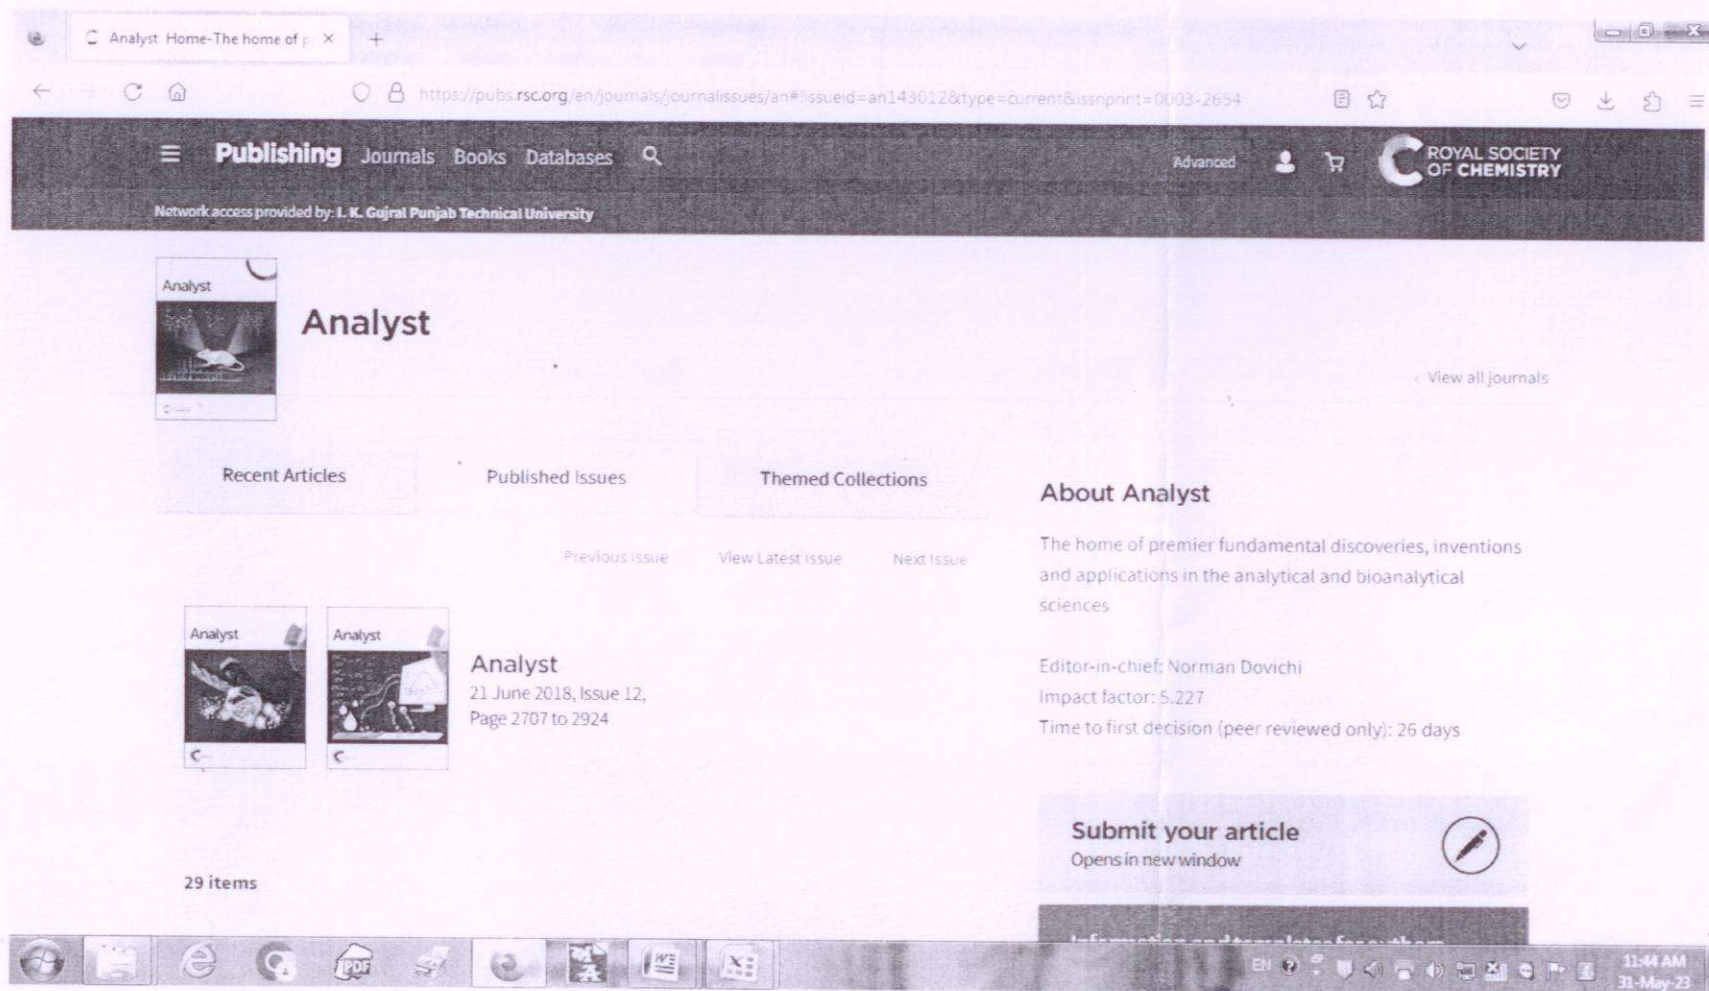 Analyst Home-The home of p
https://pubs.rsc.org/en/journals/journalissues/an#!issueid=an143012&type=current&issnprint=0003-2654
Publishing Journals Books Databases
Advanced
ROYAL SOCIETY
OF CHEMISTRY
Network access provided by: I. K. Gujral Punjab Technical University
Analyst
Analyst
View all journals
Recent Articles
Published Issues
Themed Collections
Previous Issue
View Latest Issue
Next Issue
Analyst
Analyst
Analyst
21 June 2018, Issue 12,
Page 2707 to 2924
29 items
About Analyst
The home of premier fundamental discoveries, inventions
and applications in the analytical and bioanalytical
sciences
Editor-in-chief: Norman Dovichi
Impact factor: 5.227
Time to first decision (peer reviewed only): 26 days
Submit your article
Opens in new window
Information and templates for authors
PDF
EN
11:44 AM
31-May-23